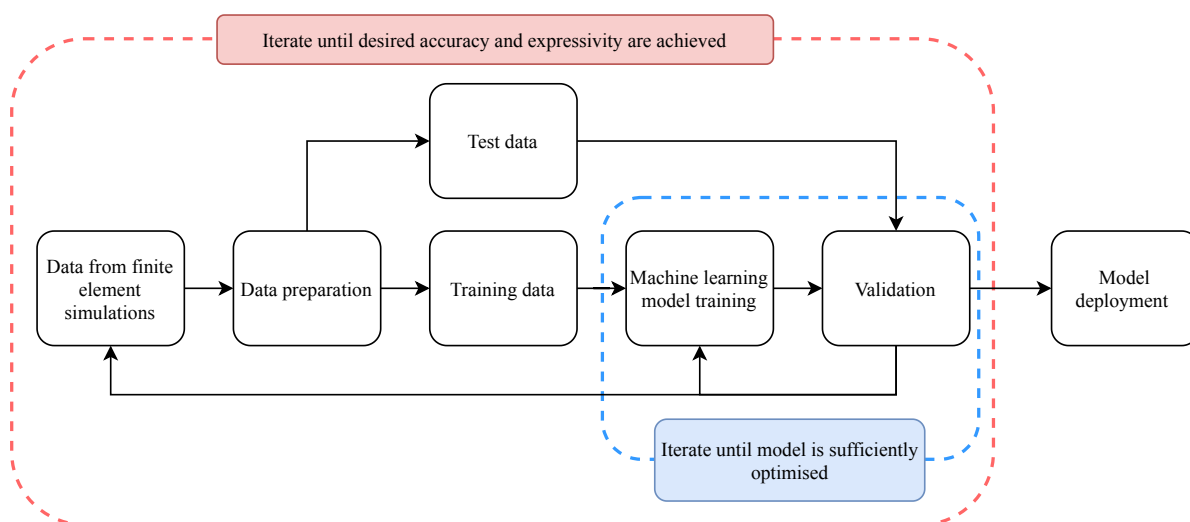 Iterate until desired accuracy and expressivity are achieved
Test data
Data from finite
element
simulations
Data preparation
Training data
Machine learning
model training
Validation
Model
deployment
Iterate until model is sufficiently
optimised